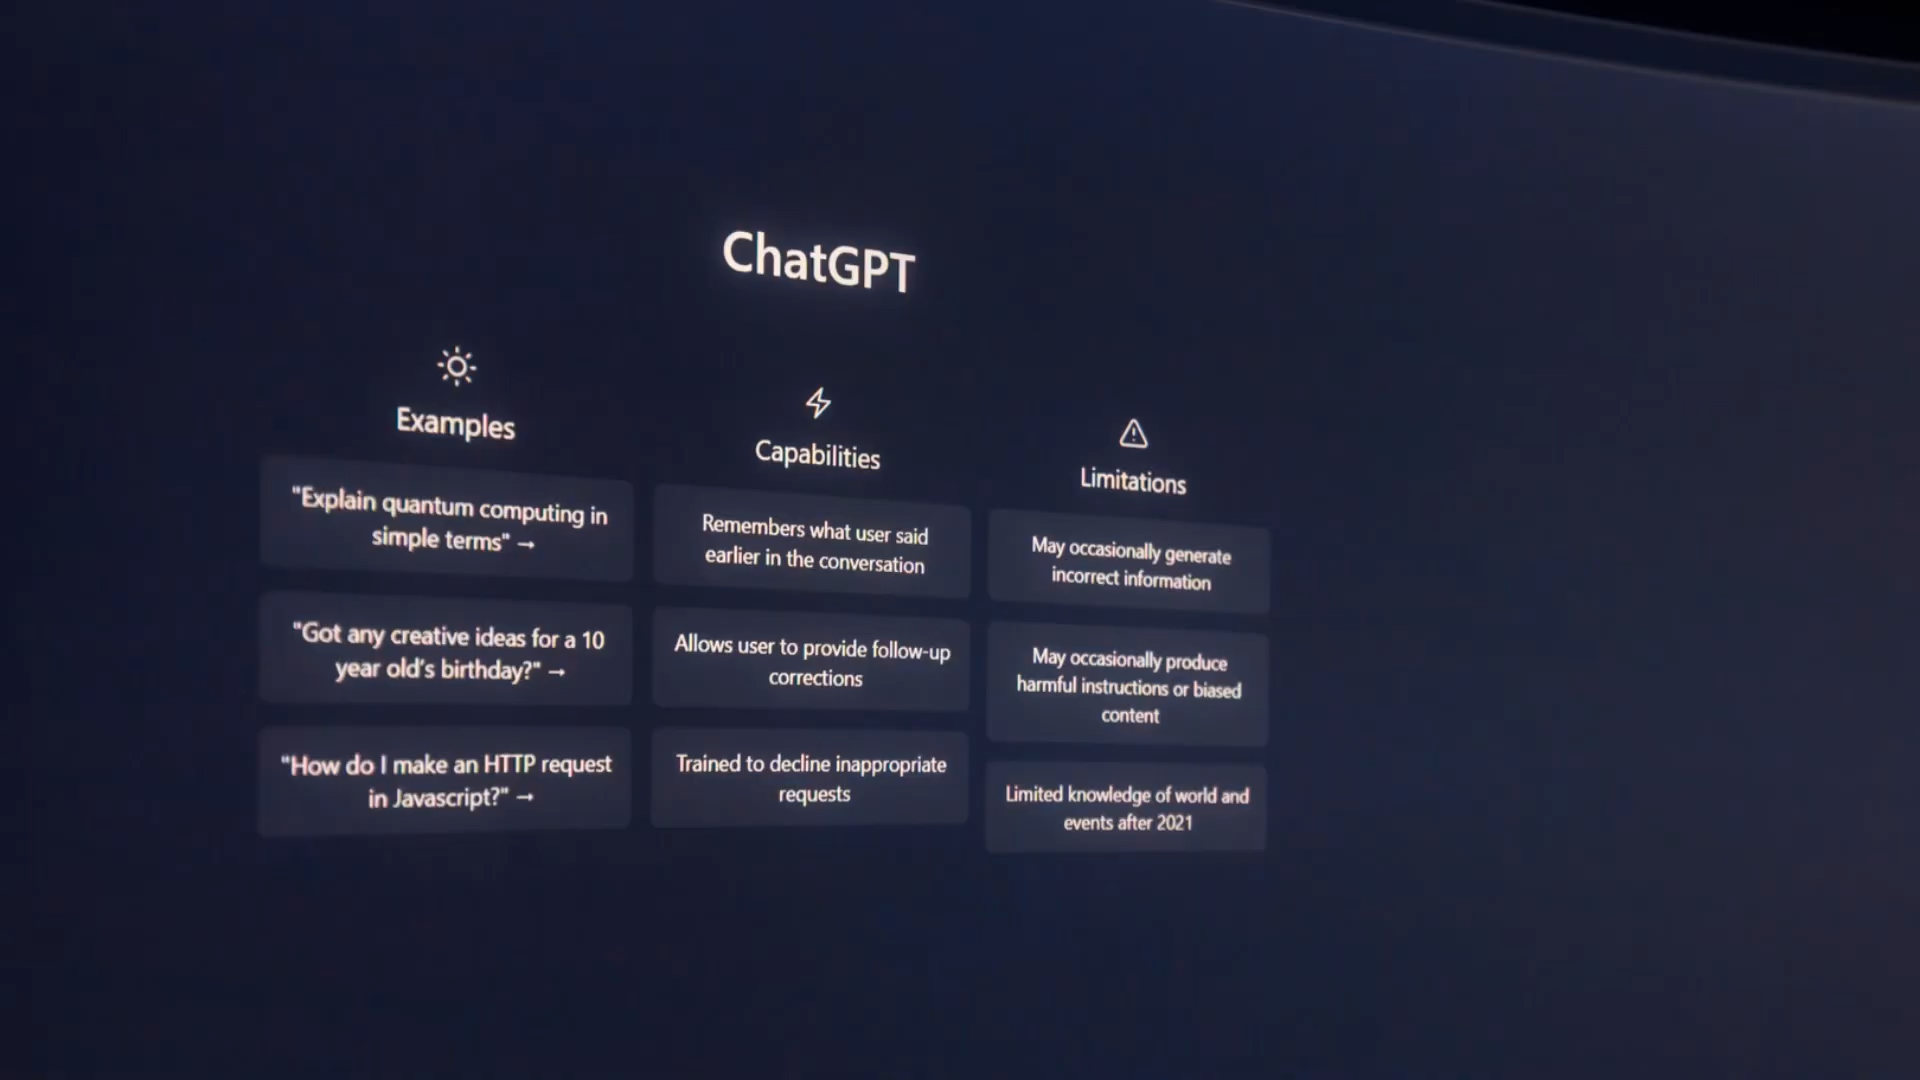 ChatGPT
Examples
"Explain quantum computing in
simple terms" →
"Got any creative ideas for a 10
year old's birthday?" →
"How do I make an HTTP request
in Javascript?" →
Capabilities
Remembers what user said
earlier in the conversation
Allows user to provide follow-up
corrections
Trained to decline inappropriate
requests
Limitations
May occasionally generate
incorrect information
May occasionally produce
harmful instructions or biased
content
Limited knowledge of world and
events after 2021